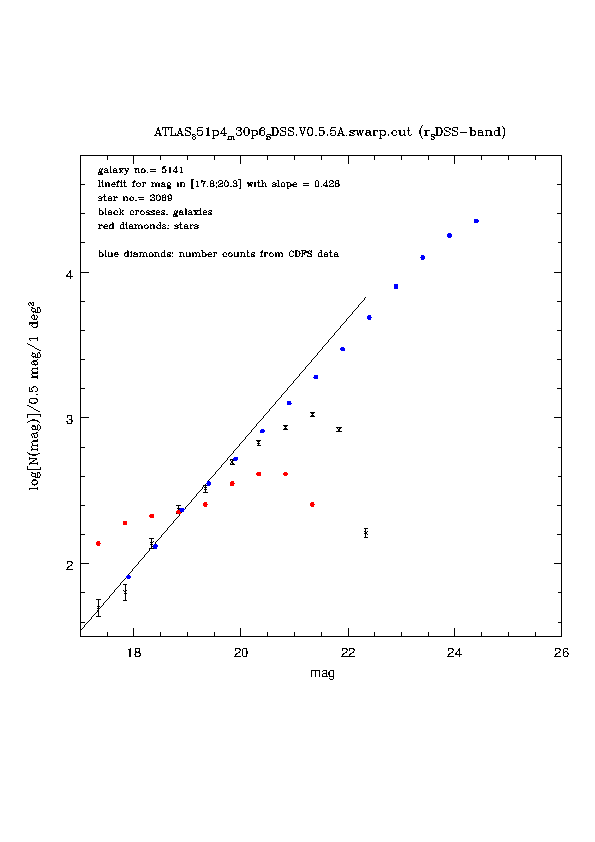 ATLAS_s51p4_m30p6_sDSS.V0.5.5A.swarp.cut (r_sDSS-band)
galaxy no.= 5141
linefit for mag in [17.8;20.3] with slope = 0.428
star no.= 2089
black crosses. galaxies
red diamonds: stars
blue diamonds: number counts from CDFS data
log[N(mag)]/0.5 mag/1 deg²
4
3
2
18 20 22 24 26
mag